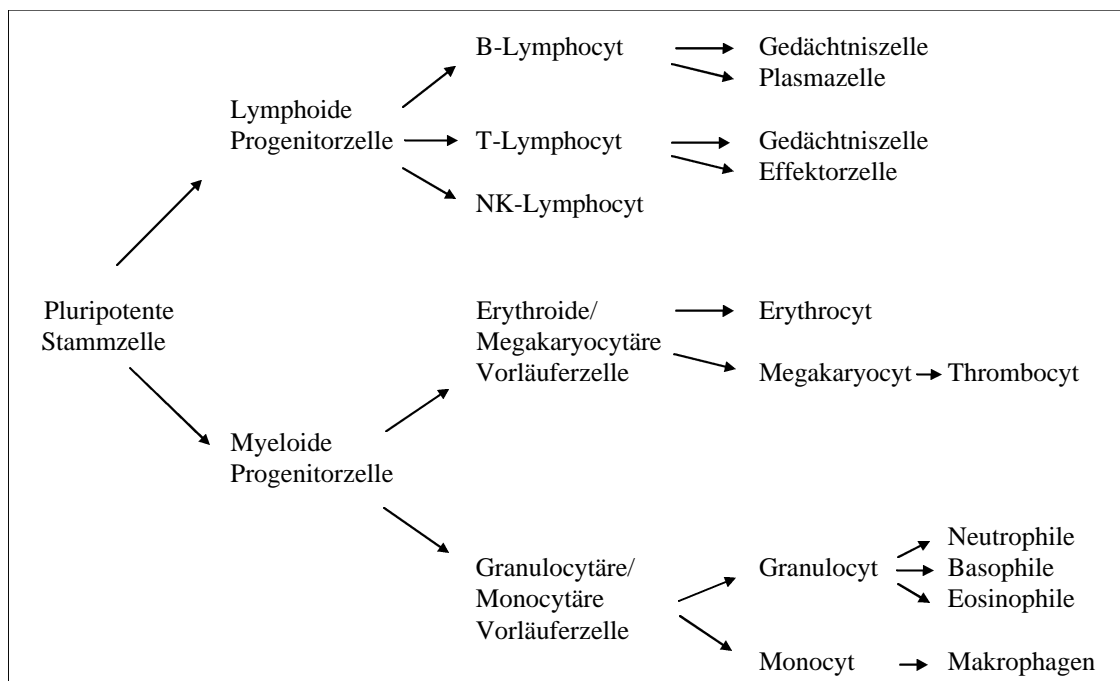 B-Lymphocyt
Gedächtniszelle
Plasmazelle
Lymphoide
Progenitorzelle
T-Lymphocyt
Gedächtniszelle
Effektorzelle
NK-Lymphocyt
Pluripotente
Stammzelle
Erythroide/
Megakaryocytäre
Vorläuferzelle
Erythrocyt
Megakaryocyt
Thrombocyt
Myeloide
Progenitorzelle
Granulocytäre/
Monocytäre
Vorläuferzelle
Granulocyt
Neutrophile
Basophile
Eosinophile
Monocyt
Makrophagen